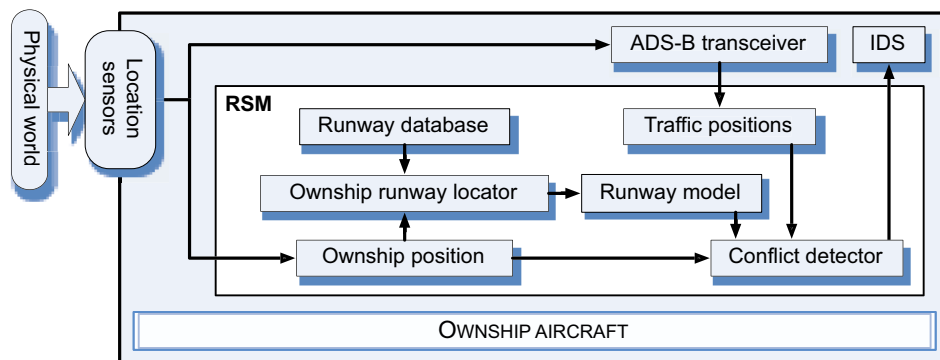 Physical world
Location
sensors
ADS-B transceiver
IDS
RSM
Runway database
Traffic positions
Ownship runway locator
Runway model
Ownship position
Conflict detector
OWNSHIP AIRCRAFT